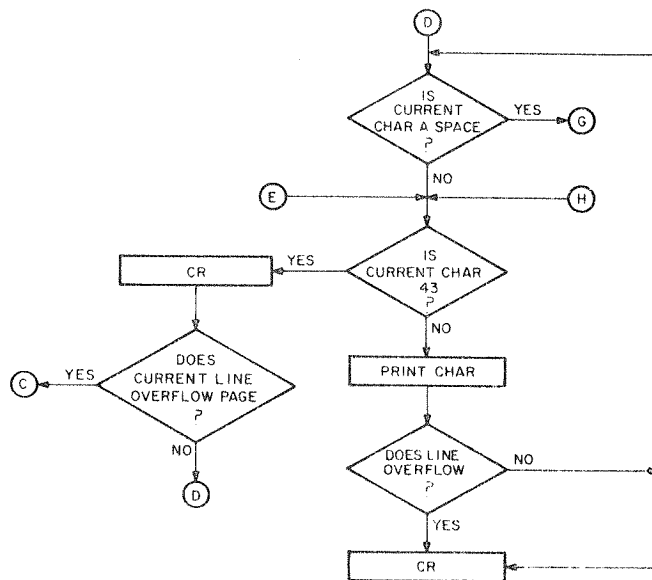 D
IS
CURRENT
CHAR A SPACE
?
YES
G
NO
E
H
IS
CURRENT CHAR
43
?
YES
CR
NO
DOES
CURRENT LINE
OVERFLOW PAGE
?
YES
C
PRINT CHAR
NO
D
DOES LINE
OVERFLOW
?
NO
YES
CR